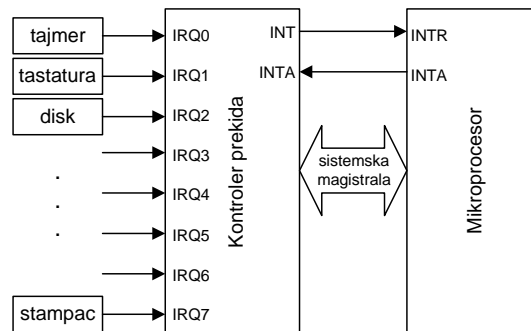 tajmer
IRQ0
INT
INTR
tastatura
IRQ1
INTA
INTA
disk
IRQ2
IRQ3
sistemska
magistrala
IRQ4
IRQ5
IRQ6
stampac
IRQ7
Kontroler prekida
Mikroprocesor